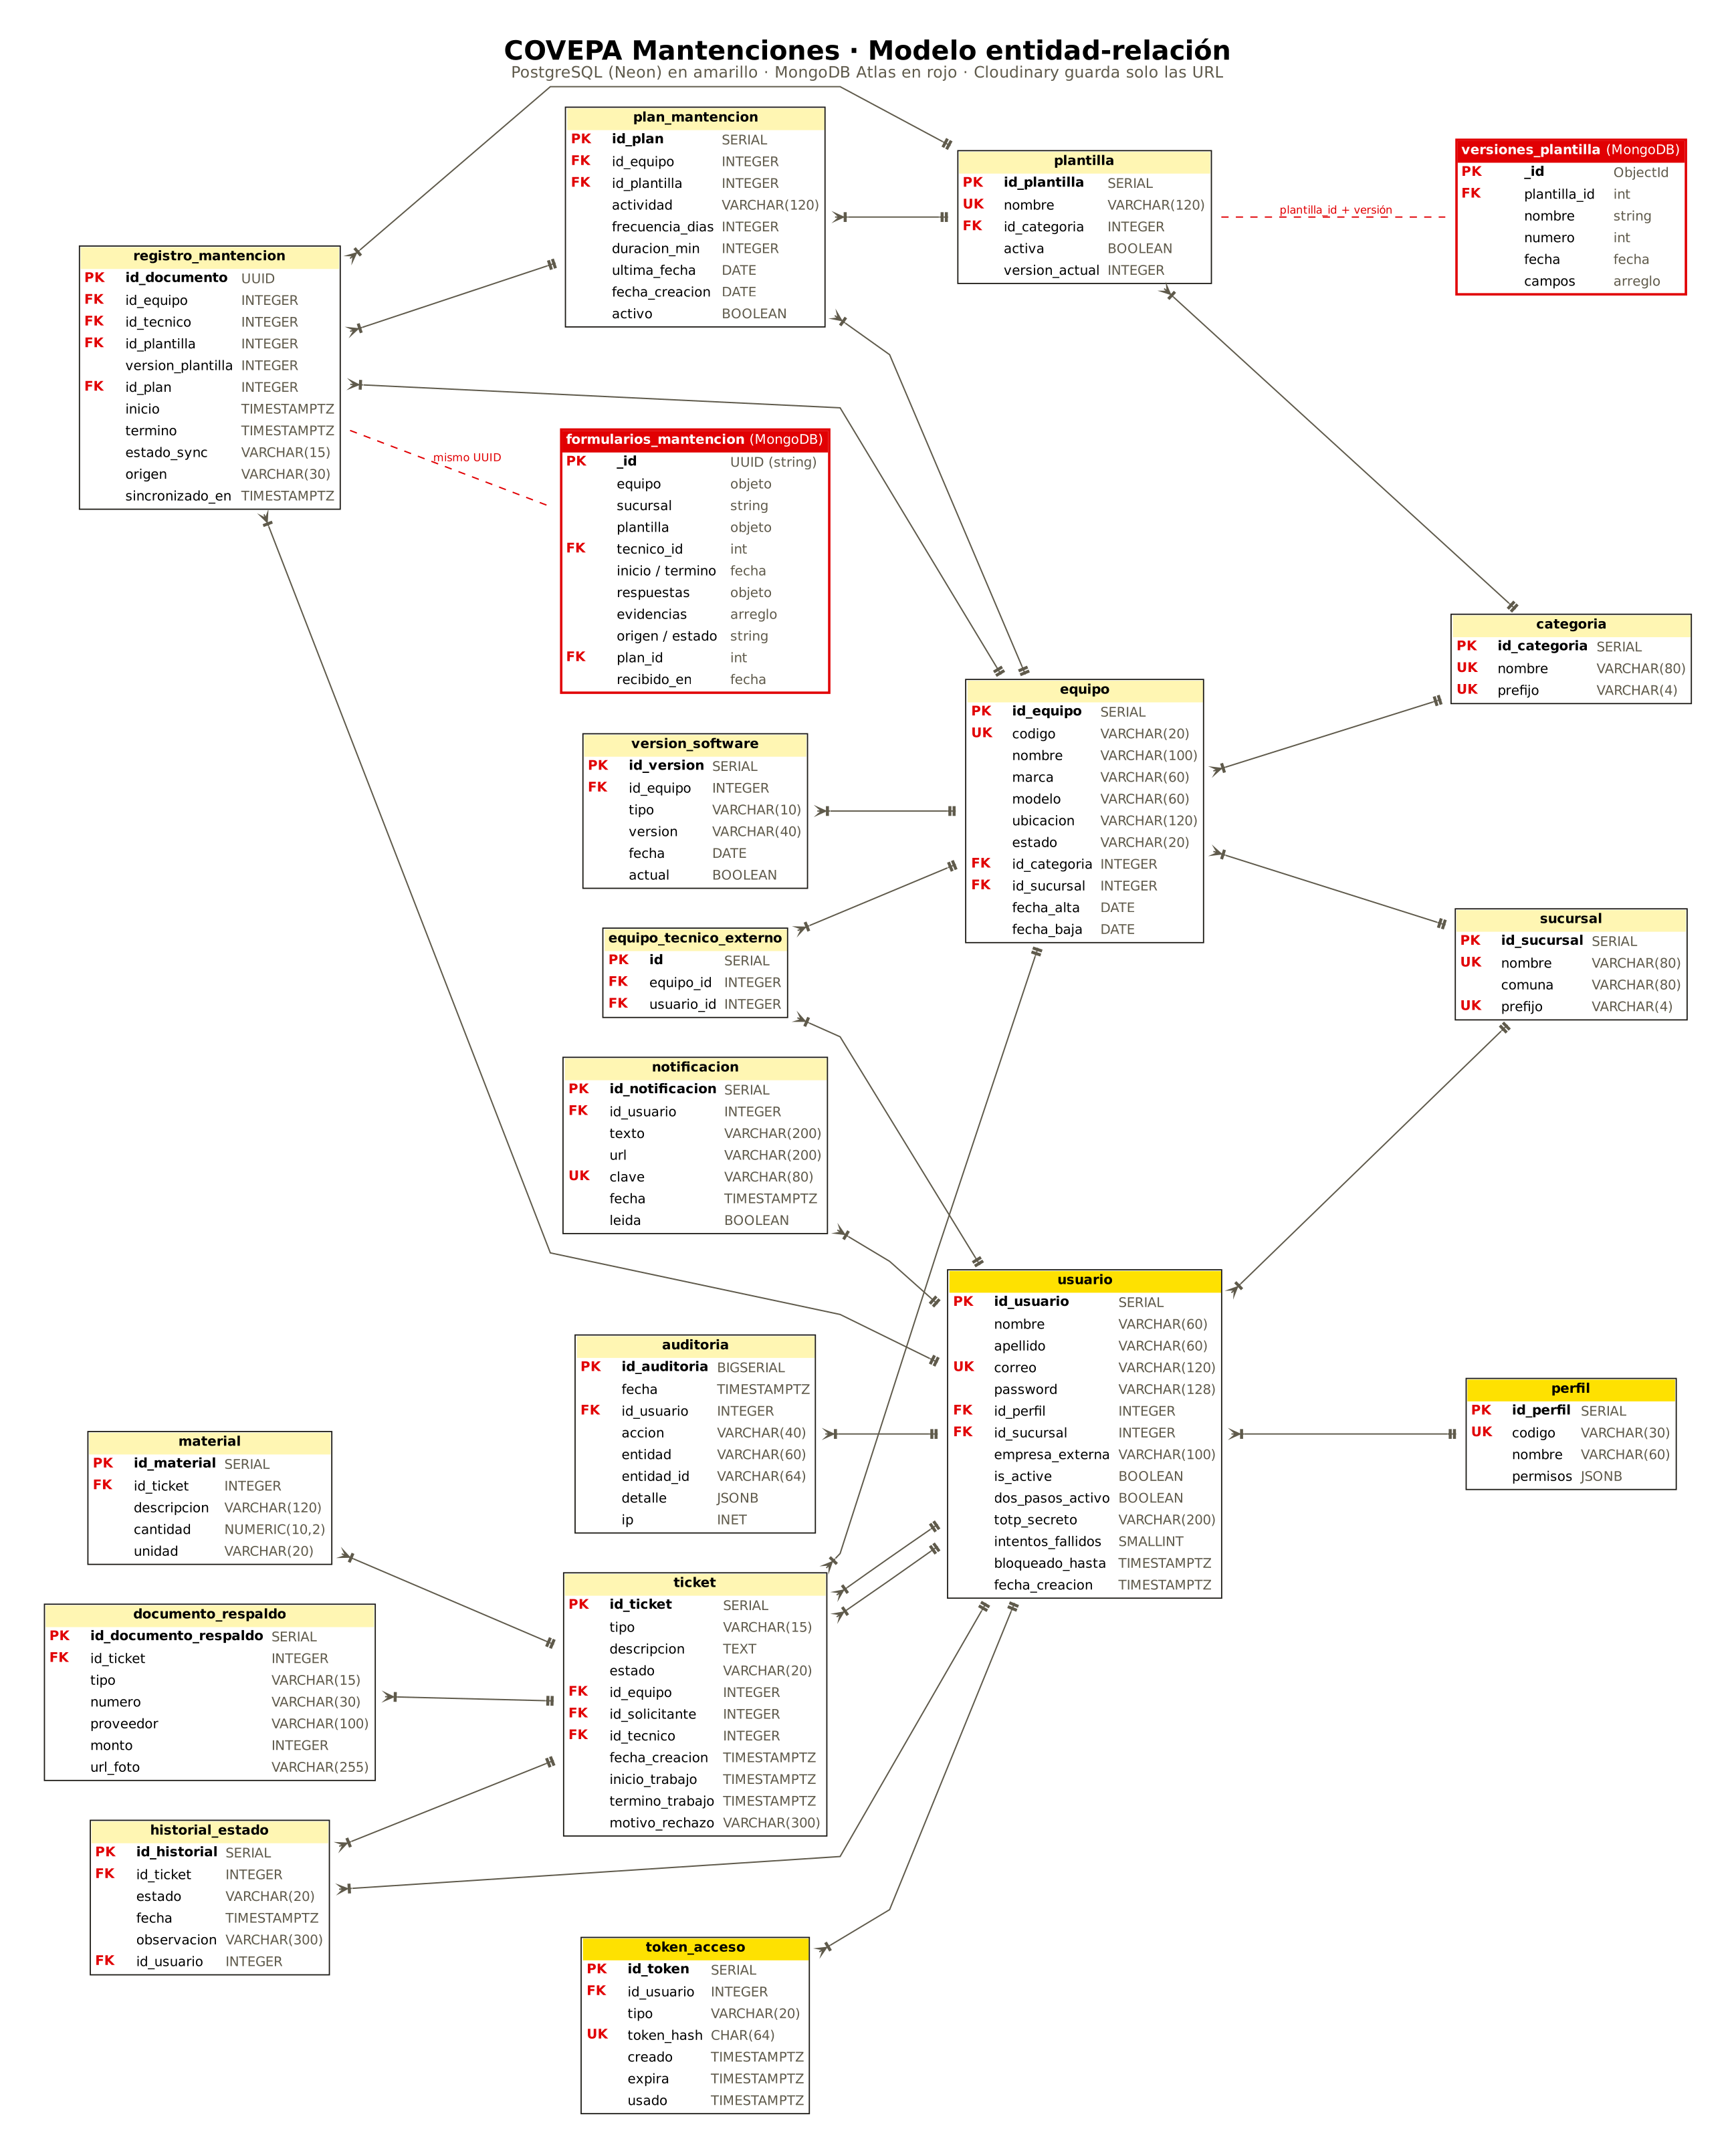 COVEPA Mantenciones · Modelo entidad-relación
PostgreSQL (Neon) en amarillo · MongoDB Atlas en rojo · Cloudinary guarda solo las URL
plan_mantencion
PK id_plan SERIAL
FK id_equipo INTEGER
FK id_plantilla INTEGER
actividad VARCHAR(120)
frecuencia_dias INTEGER
duracion_min INTEGER
ultima_fecha DATE
fecha_creacion DATE
activo BOOLEAN
plantilla
PK id_plantilla SERIAL
UK nombre VARCHAR(120)
FK id_categoria INTEGER
activa BOOLEAN
version_actual INTEGER
plantilla_id + versión
versiones_plantilla (MongoDB)
PK _id ObjectId
FK plantilla_id int
nombre string
numero int
fecha fecha
campos arreglo
registro_mantencion
PK id_documento UUID
FK id_equipo INTEGER
FK id_tecnico INTEGER
FK id_plantilla INTEGER
version_plantilla INTEGER
FK id_plan INTEGER
inicio TIMESTAMPTZ
termino TIMESTAMPTZ
estado_sync VARCHAR(15)
origen VARCHAR(30)
sincronizado_en TIMESTAMPTZ
mismo UUID
formularios_mantencion (MongoDB)
PK _id UUID (string)
equipo objeto
sucursal string
plantilla objeto
FK tecnico_id int
inicio / termino fecha
respuestas objeto
evidencias arreglo
origen / estado string
FK plan_id int
recibido_en fecha
categoria
PK id_categoria SERIAL
UK nombre VARCHAR(80)
UK prefijo VARCHAR(4)
equipo
PK id_equipo SERIAL
UK codigo VARCHAR(20)
nombre VARCHAR(100)
marca VARCHAR(60)
modelo VARCHAR(60)
ubicacion VARCHAR(120)
estado VARCHAR(20)
FK id_categoria INTEGER
FK id_sucursal INTEGER
fecha_alta DATE
fecha_baja DATE
version_software
PK id_version SERIAL
FK id_equipo INTEGER
tipo VARCHAR(10)
version VARCHAR(40)
fecha DATE
actual BOOLEAN
equipo_tecnico_externo
PK id SERIAL
FK equipo_id INTEGER
FK usuario_id INTEGER
sucursal
PK id_sucursal SERIAL
UK nombre VARCHAR(80)
comuna VARCHAR(80)
UK prefijo VARCHAR(4)
notificacion
PK id_notificacion SERIAL
FK id_usuario INTEGER
texto VARCHAR(200)
url VARCHAR(200)
UK clave VARCHAR(80)
fecha TIMESTAMPTZ
leida BOOLEAN
usuario
PK id_usuario SERIAL
nombre VARCHAR(60)
apellido VARCHAR(60)
UK correo VARCHAR(120)
password VARCHAR(128)
FK id_perfil INTEGER
FK id_sucursal INTEGER
empresa_externa VARCHAR(100)
is_active BOOLEAN
dos_pasos_activo BOOLEAN
totp_secreto VARCHAR(200)
intentos_fallidos SMALLINT
bloqueado_hasta TIMESTAMPTZ
fecha_creacion TIMESTAMPTZ
auditoria
PK id_auditoria BIGSERIAL
fecha TIMESTAMPTZ
FK id_usuario INTEGER
accion VARCHAR(40)
entidad VARCHAR(60)
entidad_id VARCHAR(64)
detalle JSONB
ip INET
perfil
PK id_perfil SERIAL
UK codigo VARCHAR(30)
nombre VARCHAR(60)
permisos JSONB
material
PK id_material SERIAL
FK id_ticket INTEGER
descripcion VARCHAR(120)
cantidad NUMERIC(10,2)
unidad VARCHAR(20)
ticket
PK id_ticket SERIAL
tipo VARCHAR(15)
descripcion TEXT
estado VARCHAR(20)
FK id_equipo INTEGER
FK id_solicitante INTEGER
FK id_tecnico INTEGER
fecha_creacion TIMESTAMPTZ
inicio_trabajo TIMESTAMPTZ
termino_trabajo TIMESTAMPTZ
motivo_rechazo VARCHAR(300)
documento_respaldo
PK id_documento_respaldo SERIAL
FK id_ticket INTEGER
tipo VARCHAR(15)
numero VARCHAR(30)
proveedor VARCHAR(100)
monto INTEGER
url_foto VARCHAR(255)
historial_estado
PK id_historial SERIAL
FK id_ticket INTEGER
estado VARCHAR(20)
fecha TIMESTAMPTZ
observacion VARCHAR(300)
FK id_usuario INTEGER
token_acceso
PK id_token SERIAL
FK id_usuario INTEGER
tipo VARCHAR(20)
UK token_hash CHAR(64)
creado TIMESTAMPTZ
expira TIMESTAMPTZ
usado TIMESTAMPTZ